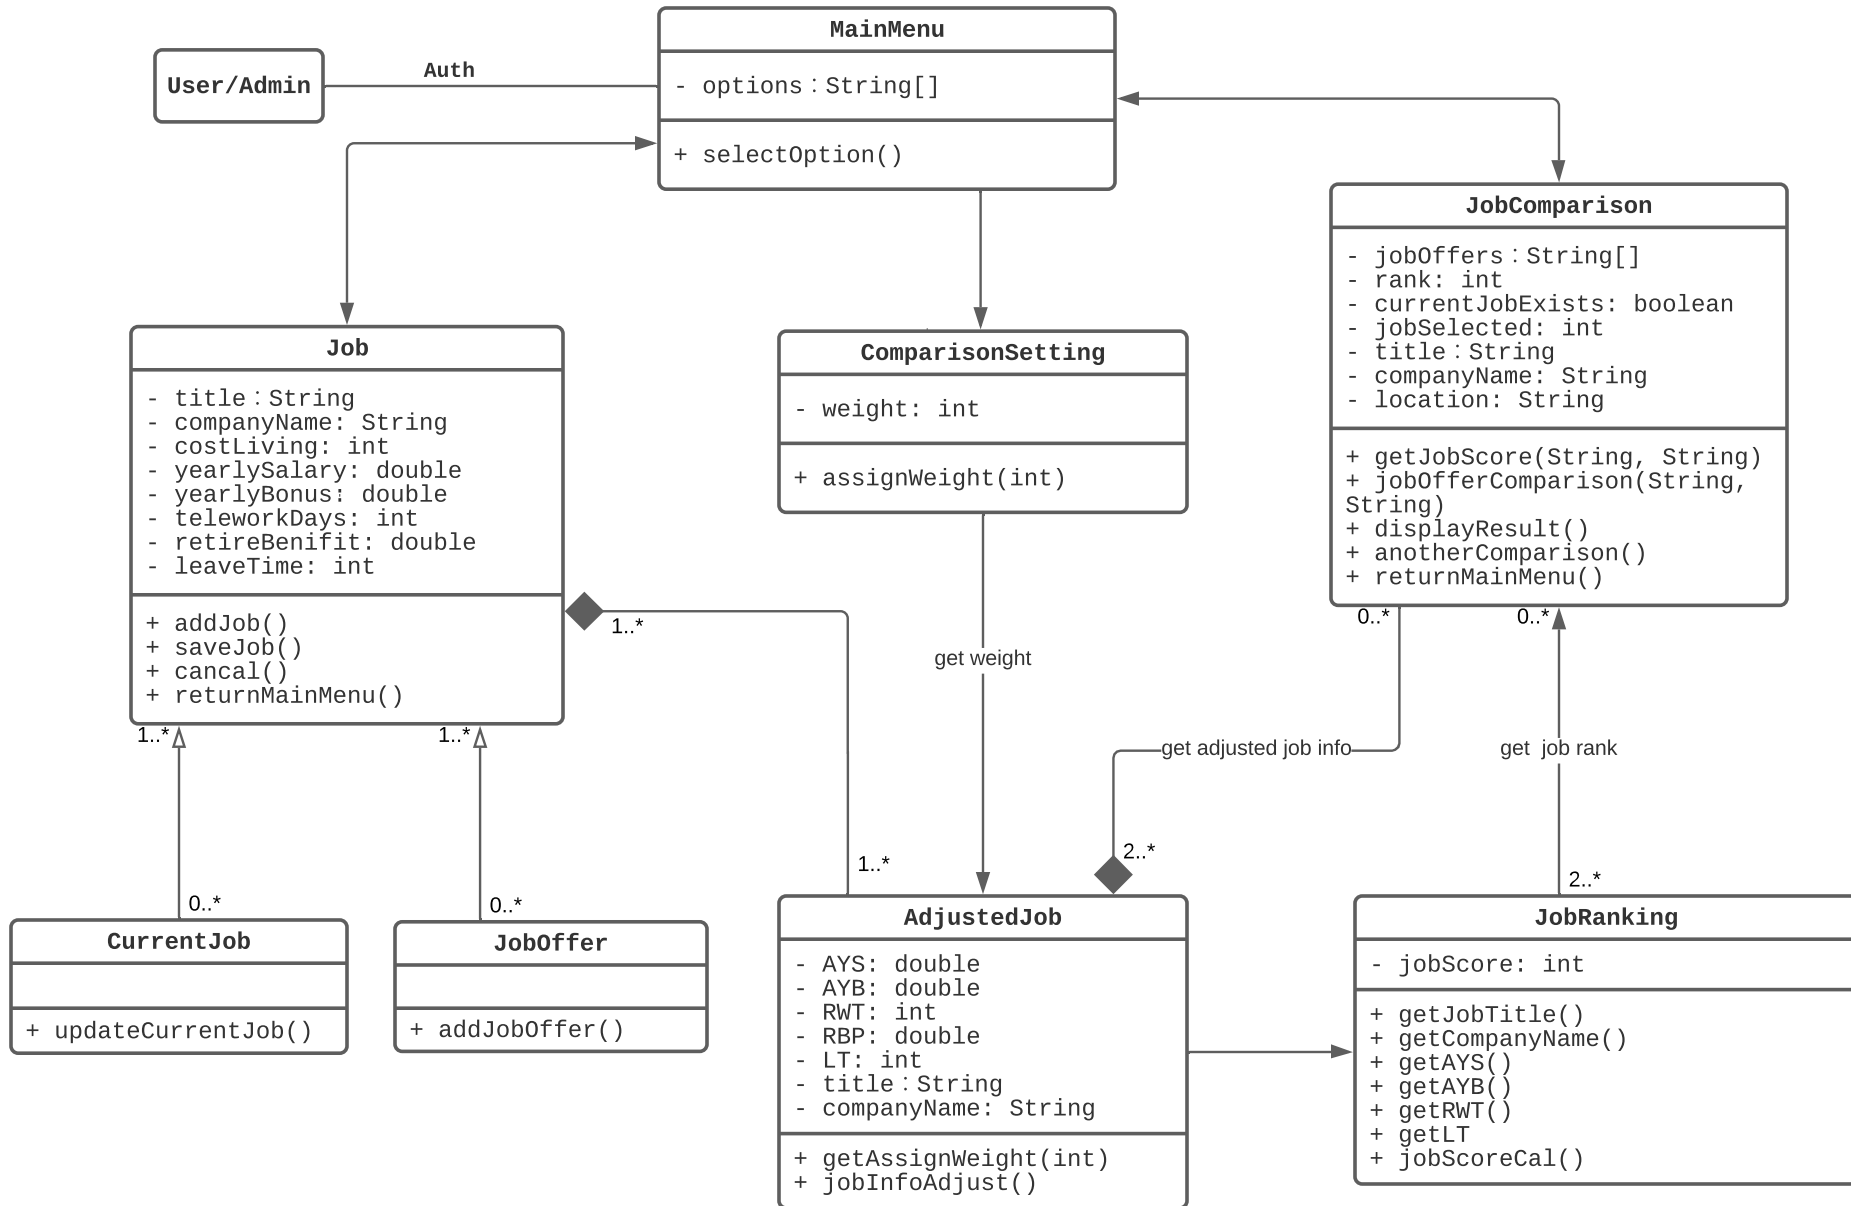 MainMenu
- options：String[]
+ selectOption()
User/Admin
Auth
JobComparison
- jobOffers：String[]
- rank: int
- currentJobExists: boolean
- jobSelected: int
- title：String
- companyName: String
- location: String
+ getJobScore(String, String)
+ jobOfferComparison(String,
String)
+ displayResult()
+ anotherComparison()
+ returnMainMenu()
Job
- title：String
- companyName: String
- costLiving: int
- yearlySalary: double
- yearlyBonus: double
- teleworkDays: int
- retireBenifit: double
- leaveTime: int
+ addJob()
+ saveJob()
+ cancal()
+ returnMainMenu()
ComparisonSetting
- weight: int
+ assignWeight(int)
1..*
0..*
0..*
get weight
1..*
1..*
get adjusted job info
get  job rank
1..*
2..*
2..*
0..*
0..*
CurrentJob
+ updateCurrentJob()
JobOffer
+ addJobOffer()
AdjustedJob
- AYS: double
- AYB: double
- RWT: int
- RBP: double
- LT: int
- title：String
- companyName: String
+ getAssignWeight(int)
+ jobInfoAdjust()
JobRanking
- jobScore: int
+ getJobTitle()
+ getCompanyName()
+ getAYS()
+ getAYB()
+ getRWT()
+ getLT
+ jobScoreCal()